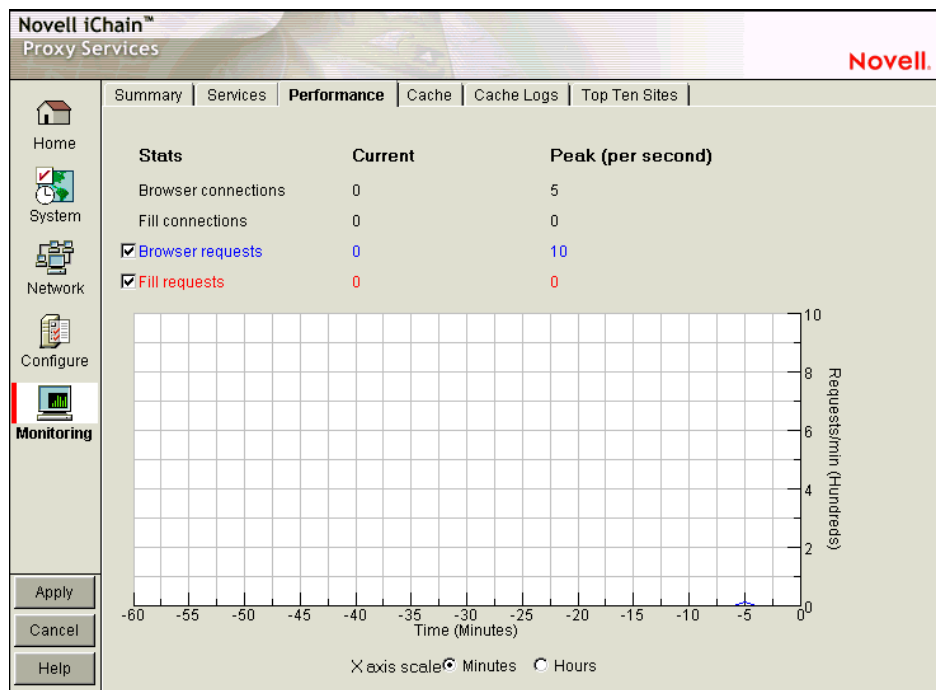 Novell iChain™
Proxy Services
Novell.
Summary Services Performance Cache Cache Logs Top Ten Sites
Home
System
Network
Configure
Monitoring
Apply
Cancel
Help
Stats Current Peak (per second)
Browser connections 0 5
Fill connections 0 0
Browser requests 0 10
Fill requests 0 0
10
8
6
4
2
0
Requests/min (Hundreds)
-60 -55 -50 -45 -40 -35 -30 -25 -20 -15 -10 -5 0
Time (Minutes)
X axis scale Minutes Hours